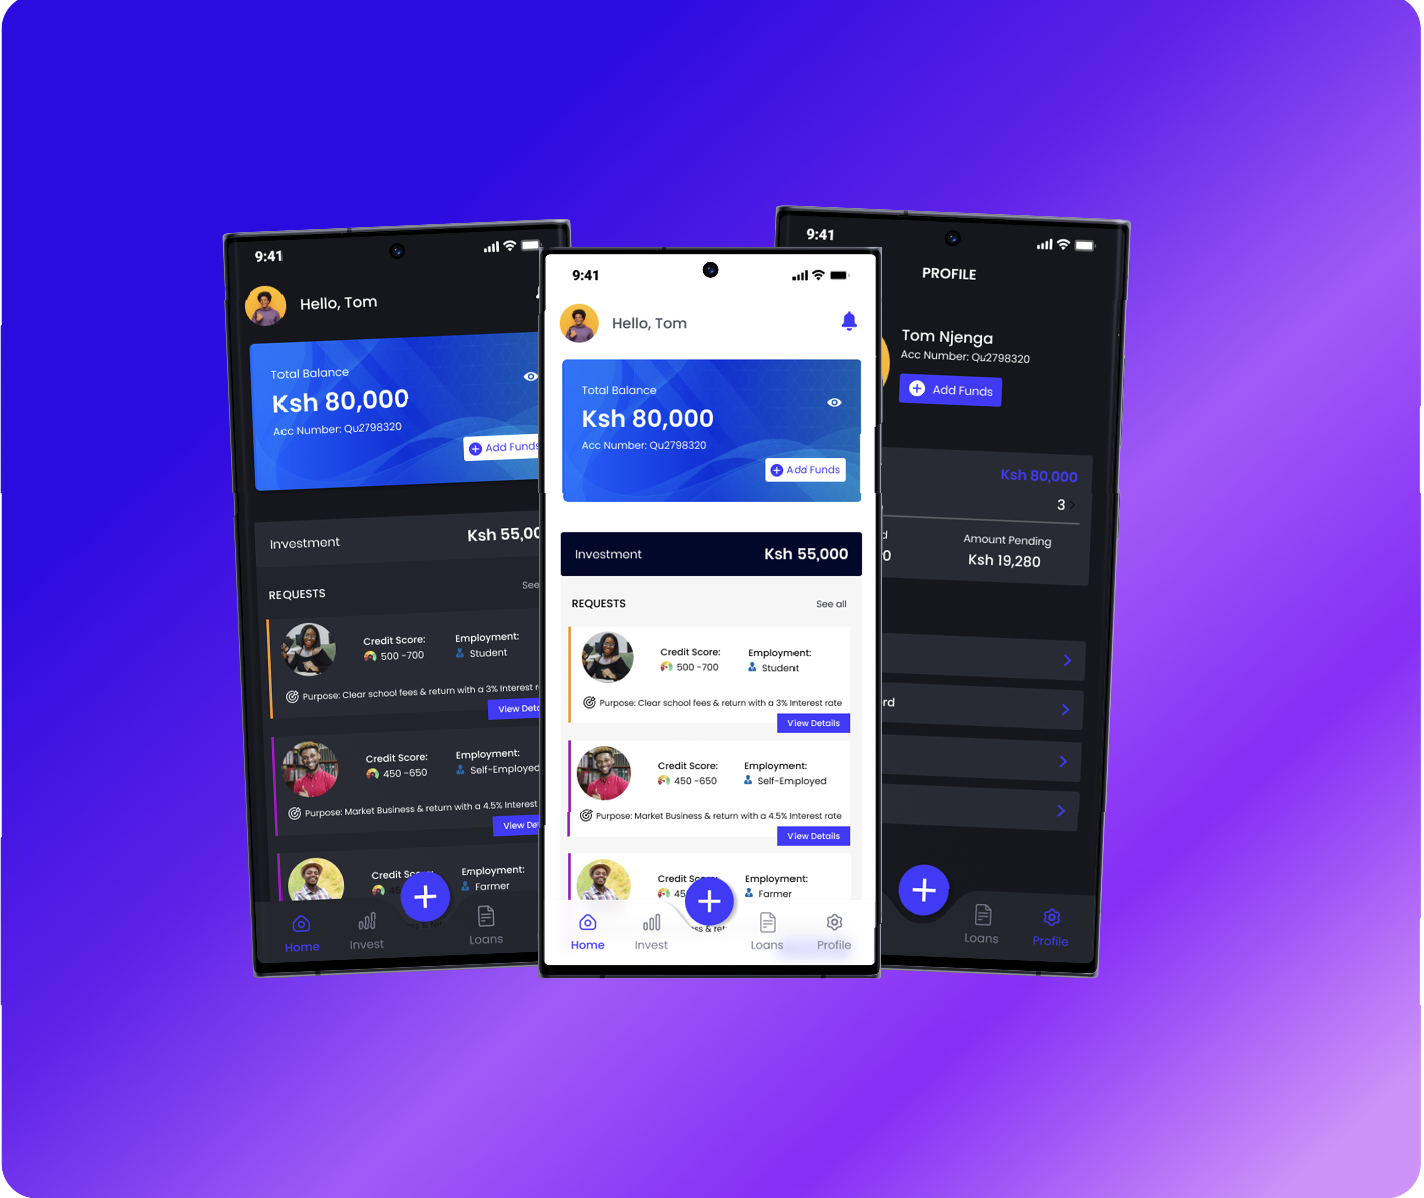 9:41
Hello, Tom
Total Balance
Ksh 80,000
Acc Number: Qu2798320
Add Funds
Investment
Ksh 55,00
REQUESTS
See
Credit Score:
Employment:
500 -700
Student
Purpose: Clear school fees & return with a 3% Interest
View
Credit Score:
Employment:
450 -650
Self-Employed
Purpose: Market Business & return with a 4.5% Interest
View
Credit
Employment:
Farmer
Home
Invest
Loans
9:41
Hello, Tom
Total Balance
Ksh 80,000
Acc Number: Qu2798320
Add Funds
Investment
Ksh 55,000
REQUESTS
See all
Credit Score:
Employment:
500 -700
Student
Purpose: Clear school fees & return with a 3% Interest rate
View Details
Credit Score:
Employment:
450 -650
Self-Employed
Purpose: Market Business & return with a 4.5% Interest rate
View Details
Credit
Employment:
45
Farmer
ss & ret
Home
Invest
Loans
Profile
9:41
PROFILE
Tom Njenga
Acc Number: Qu2798320
Add Funds
Ksh 80,000
3
d
Amount Pending
0
Ksh 19,280
rd
Loans
Profile